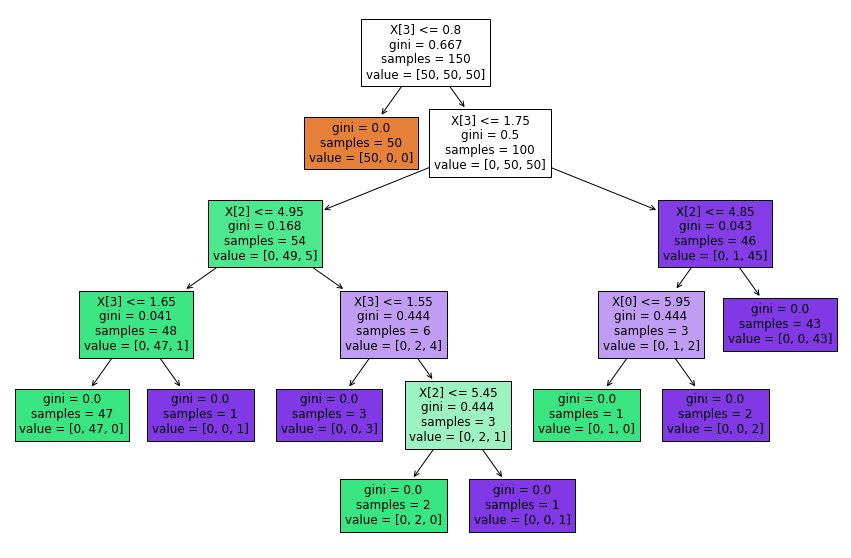 X[3] <= 0.8
gini = 0.667
samples = 150
value = [50, 50, 50]
gini = 0.0
samples = 50
value = [50, 0, 0]
X[3] <= 1.75
gini = 0.5
samples = 100
value = [0, 50, 50]
X[2] <= 4.95
gini = 0.168
samples = 54
value = [0, 49, 5]
X[2] <= 4.85
gini = 0.043
samples = 46
value = [0, 1, 45]
X[3] <= 1.65
gini = 0.041
samples = 48
value = [0, 47, 1]
X[3] <= 1.55
gini = 0.444
samples = 6
value = [0, 2, 4]
X[0] <= 5.95
gini = 0.444
samples = 3
value = [0, 1, 2]
gini = 0.0
samples = 43
value = [0, 0, 43]
gini = 0.0
samples = 47
value = [0, 47, 0]
gini = 0.0
samples = 1
value = [0, 0, 1]
gini = 0.0
samples = 3
value = [0, 0, 3]
X[2] <= 5.45
gini = 0.444
samples = 3
value = [0, 2, 1]
gini = 0.0
samples = 1
value = [0, 1, 0]
gini = 0.0
samples = 2
value = [0, 0, 2]
gini = 0.0
samples = 2
value = [0, 2, 0]
gini = 0.0
samples = 1
value = [0, 0, 1]